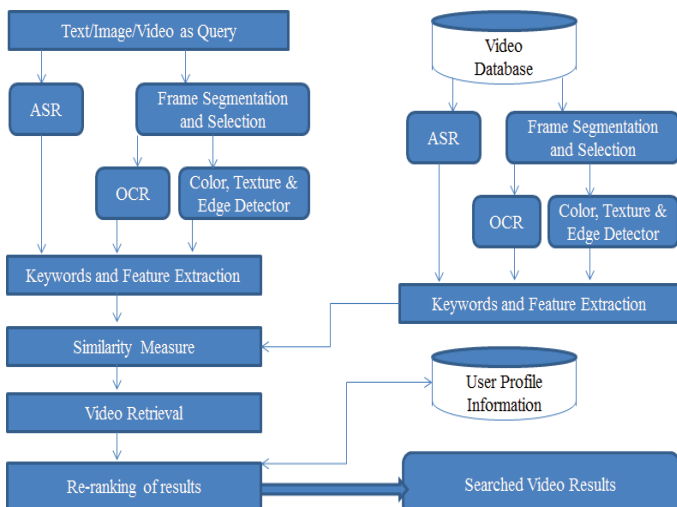 Text/Image/Video as Query
ASR
Frame Segmentation
and Selection
OCR
Color, Texture &
Edge Detector
Keywords and Feature Extraction
Similarity Measure
Video Retrieval
Re-ranking of results
Video
Database
ASR
Frame Segmentation
and Selection
OCR
Color, Texture &
Edge Detector
Keywords and Feature Extraction
User Profile
Information
Searched Video Results